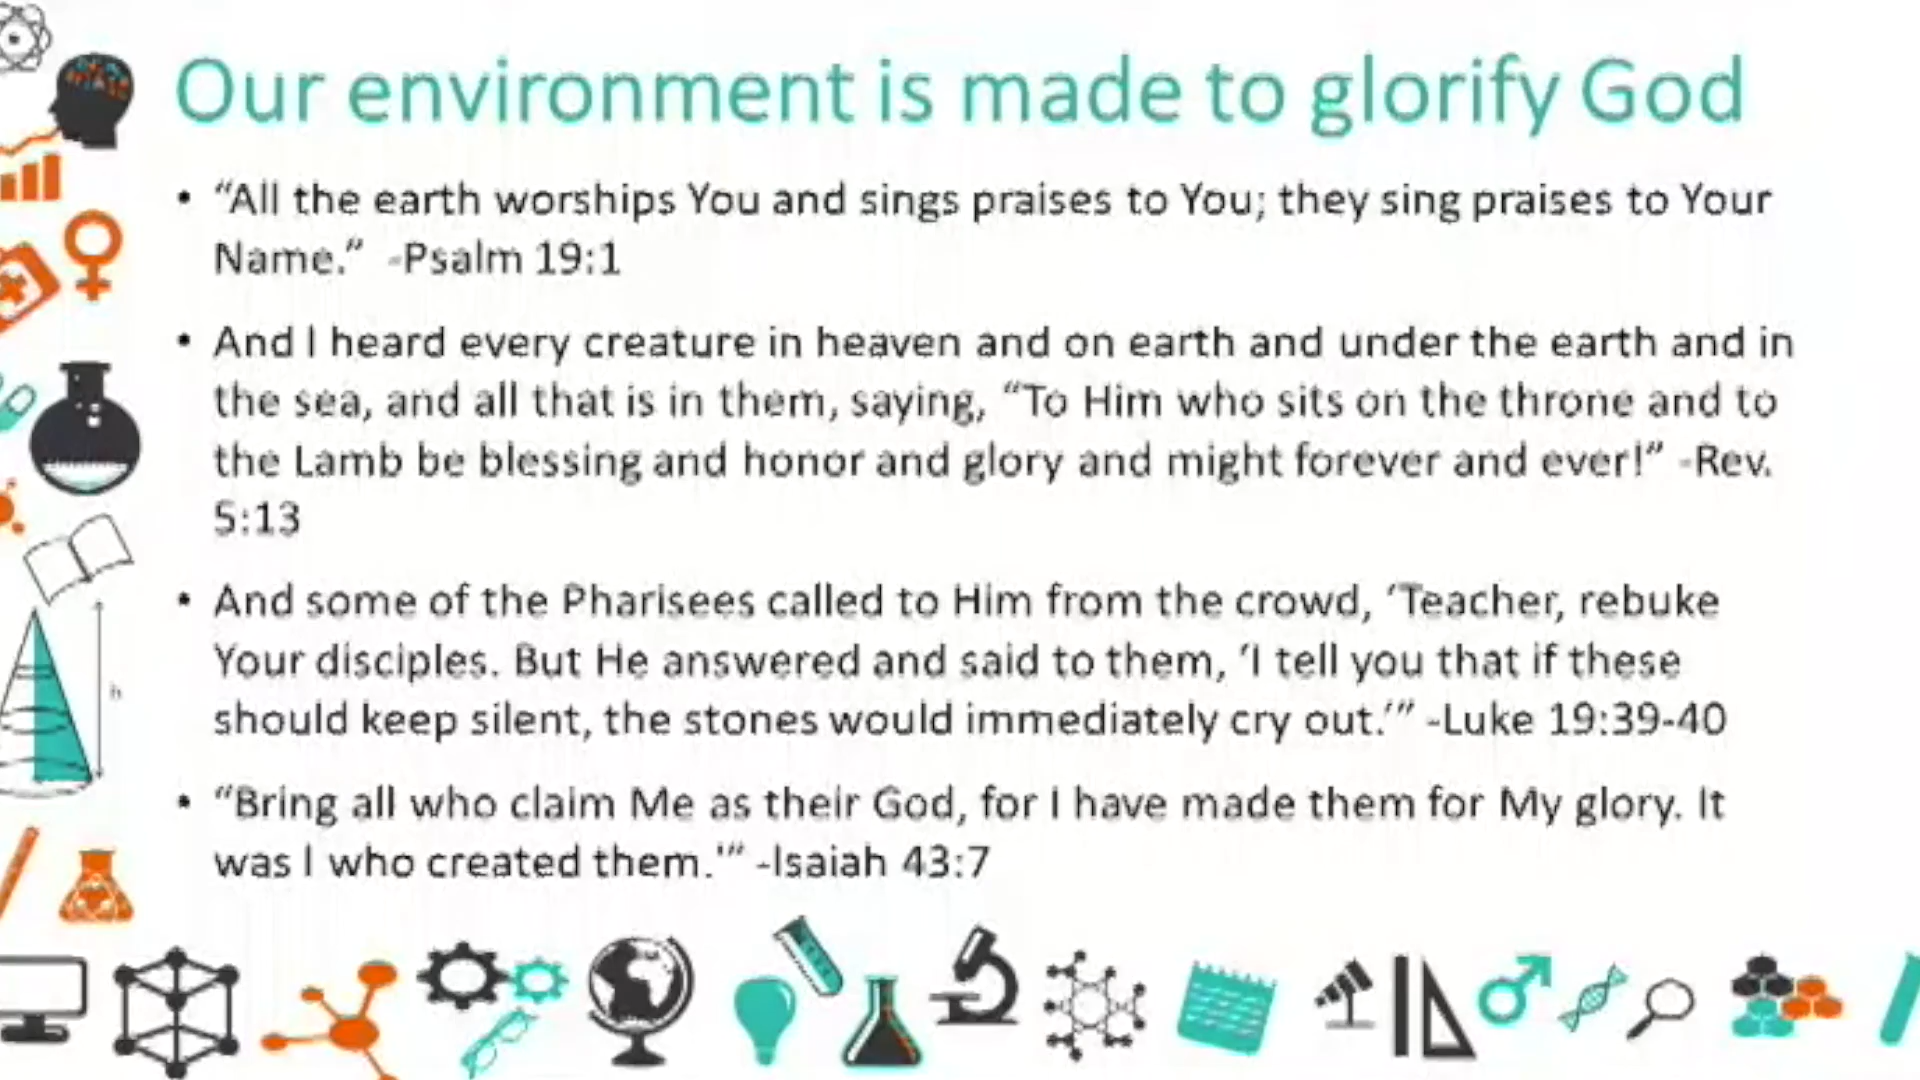 Our environment is made to glorify God
• “All the earth worships You and sings praises to You; they sing praises to Your
Name.” -Psalm 19:1
• And I heard every creature in heaven and on earth and under the earth and in
the sea, and all that is in them, saying, “To Him who sits on the throne and to
the Lamb be blessing and honor and glory and might forever and ever!” -Rev.
5:13
• And some of the Pharisees called to Him from the crowd, ‘Teacher, rebuke
Your disciples. But He answered and said to them, ‘I tell you that if these
should keep silent, the stones would immediately cry out.’” -Luke 19:39-40
• “Bring all who claim Me as their God, for I have made them for My glory. It
was I who created them.'” -Isaiah 43:7
h